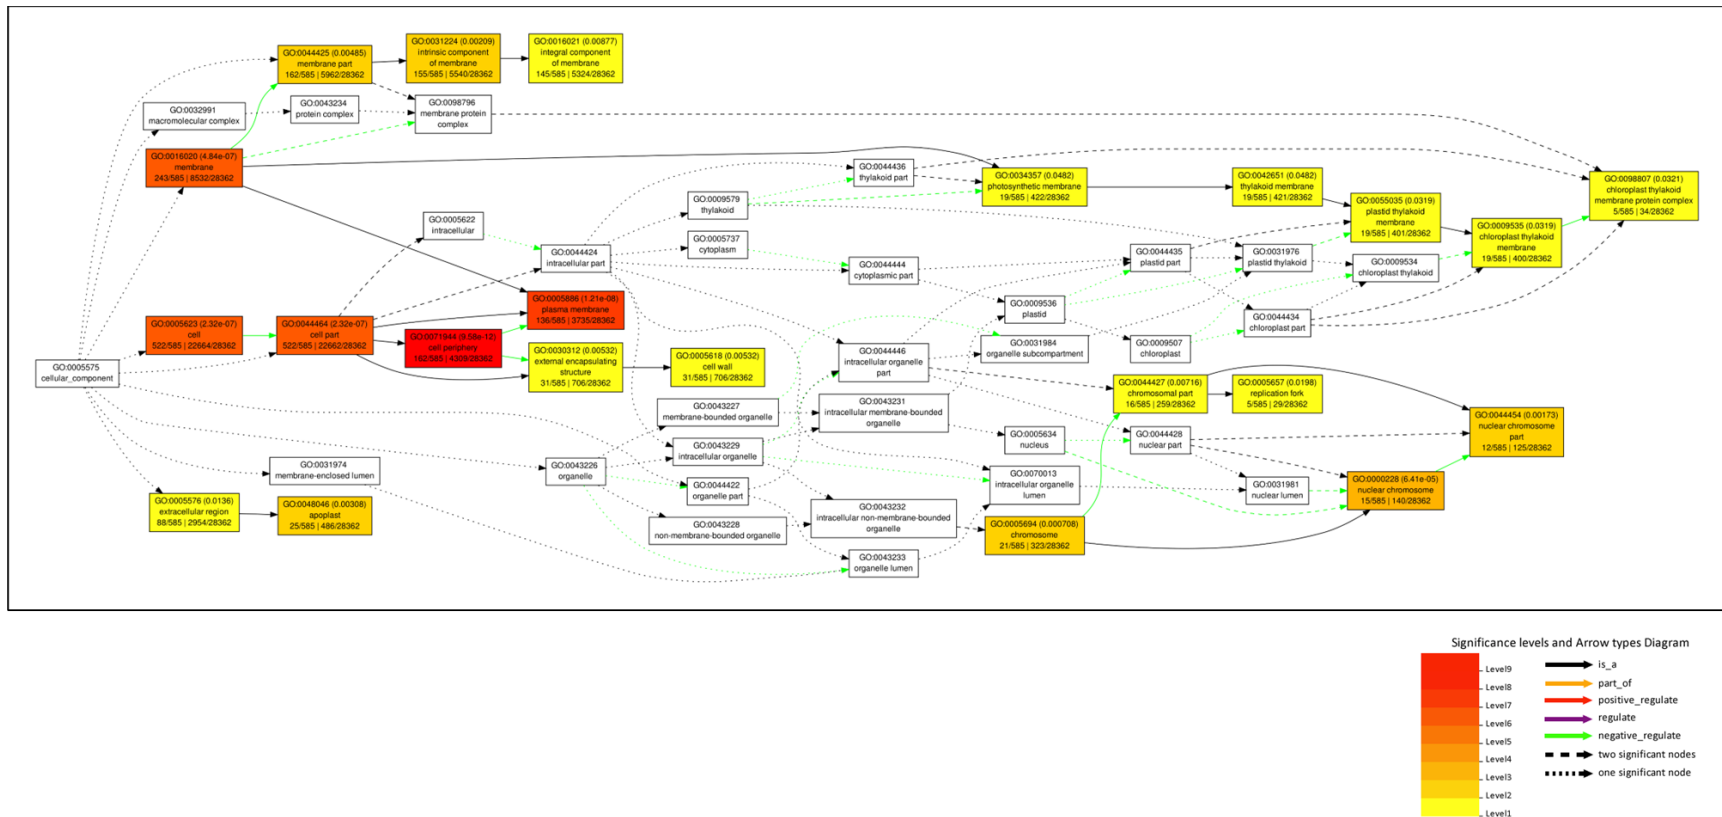 GO:0044425 (0.00485)
membrane part
162/585 | 5962/28362
GO:0031224 (0.00209)
intrinsic component
of membrane
155/585 | 5540/28362
GO:0016021 (0.00877)
integral component
of membrane
145/585 | 5324/28362
GO:0032991
macromolecular complex
GO:0043234
protein complex
GO:0098796
membrane protein
complex
GO:0016020 (4.84e-07)
membrane
243/585 | 8532/28362
GO:0044436
thylakoid part
GO:0034357 (0.0482)
photosynthetic membrane
19/585 | 422/28362
GO:0042651 (0.0482)
thylakoid membrane
19/585 | 421/28362
GO:0098807 (0.0321)
chloroplast thylakoid
membrane protein complex
5/585 | 34/28362
GO:0055035 (0.0319)
plastid thylakoid
membrane
19/585 | 401/28362
GO:0009535 (0.0319)
chloroplast thylakoid
membrane
19/585 | 400/28362
GO:0009579
thylakoid
GO:0005622
intracellular
GO:0005737
cytoplasm
GO:0044424
intracellular part
GO:0044444
cytoplasmic part
GO:0044435
plastid part
GO:0031976
plastid thylakoid
GO:0009534
chloroplast thylakoid
GO:0005886 (1.21e-08)
plasma membrane
136/585 | 3735/28362
GO:0009536
plastid
GO:0044434
chloroplast part
GO:0005623 (2.32e-07)
cell
522/585 | 22664/28362
GO:0044464 (2.32e-07)
cell part
522/585 | 22662/28362
GO:0071944 (9.58e-13)
cell periphery
162/585 | 4309/28362
GO:0030312 (0.00532)
external encapsulating
structure
31/585 | 706/28362
GO:0005618 (0.00532)
cell wall
31/585 | 706/28362
GO:0044446
intracellular organelle
part
GO:0031984
organelle subcompartment
GO:0009507
chloroplast
GO:0005575
cellular_component
GO:0044427 (0.00716)
chromosomal part
16/585 | 259/28362
GO:0005657 (0.0198)
replication fork
5/585 | 29/28362
GO:0043227
membrane-bounded organelle
GO:0043231
intracellular membrane-bounded
organelle
GO:0044454 (0.00173)
nuclear chromosome
part
12/585 | 125/28362
GO:0043229
intracellular organelle
GO:0005634
nucleus
GO:0044428
nuclear part
GO:0031974
membrane-enclosed lumen
GO:0043226
organelle
GO:0044422
organelle part
GO:0070013
intracellular organelle
lumen
GO:0031981
nuclear lumen
GO:0000228 (6.41e-05)
nuclear chromosome
15/585 | 140/28362
GO:0005576 (0.0136)
extracellular region
88/585 | 2954/28362
GO:0048046 (0.00308)
apoplast
25/585 | 486/28362
GO:0043228
non-membrane-bounded organelle
GO:0043232
intracellular non-membrane-bounded
organelle
GO:0005694 (0.000708)
chromosome
21/585 | 323/28362
GO:0043233
organelle lumen
Significance levels and Arrow types Diagram
Level9
Level8
Level7
Level6
Level5
Level4
Level3
Level2
Level1
is_a
part_of
positive_regulate
regulate
negative_regulate
two significant nodes
one significant node